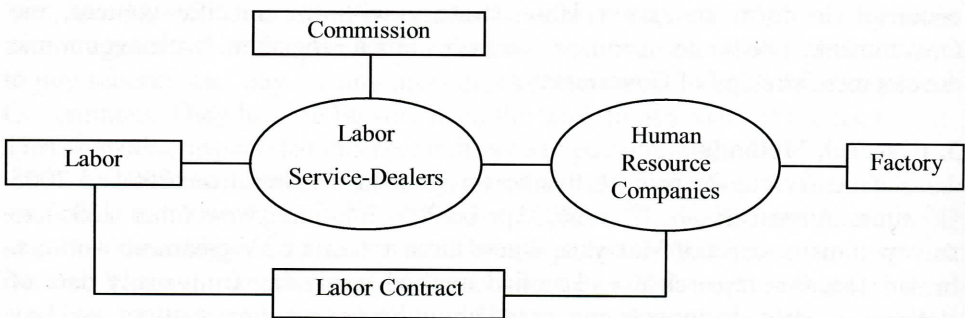 Commission
Labor
Labor
Service-Dealers
Human
Resource
Companies
Factory
Labor Contract